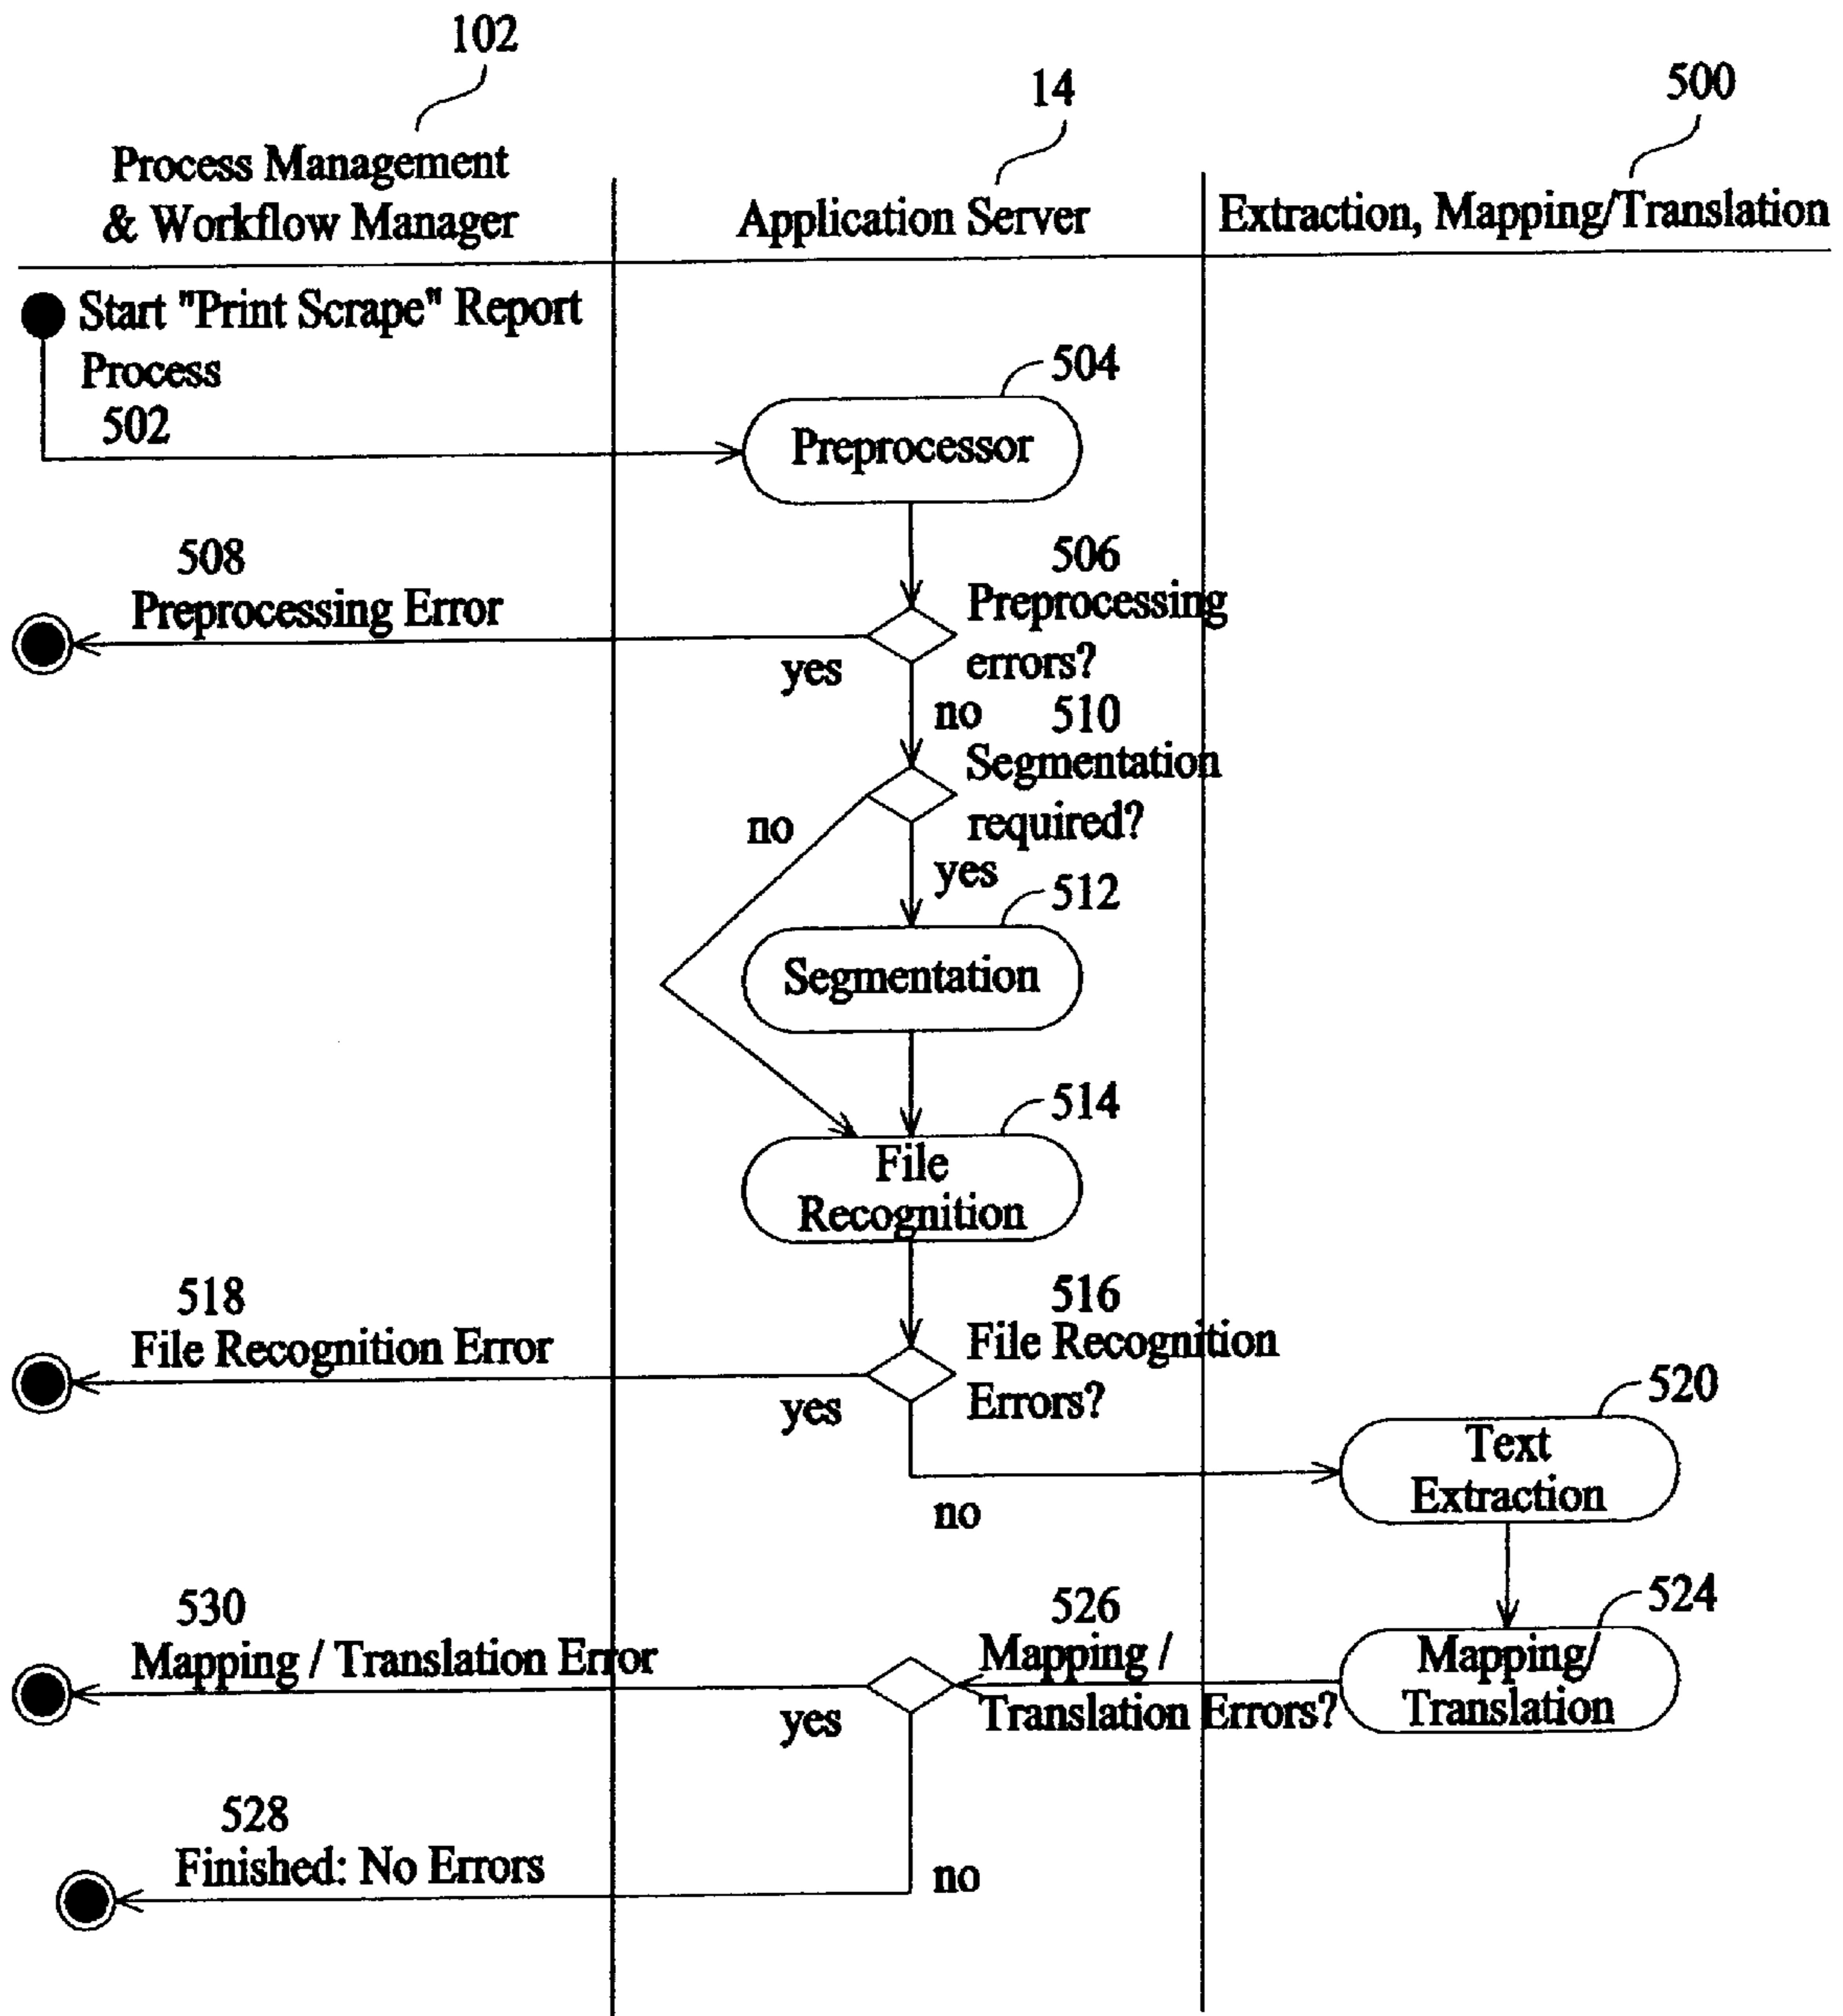 102
14
500
Process Management
& Workflow Manager
Application Server
Extraction, Mapping/Translation
Start "Print Scrape" Report
Process
502
504
Preprocessor
508
Preprocessing Error
506
Preprocessing
errors?
yes
no
510
Segmentation
required?
no
yes
512
Segmentation
514
File
Recognition
518
File Recognition Error
516
File Recognition
Errors?
yes
no
520
Text
Extraction
530
Mapping / Translation Error
526
Mapping /
Translation Errors?
524
Mapping/
Translation
yes
528
Finished: No Errors
no